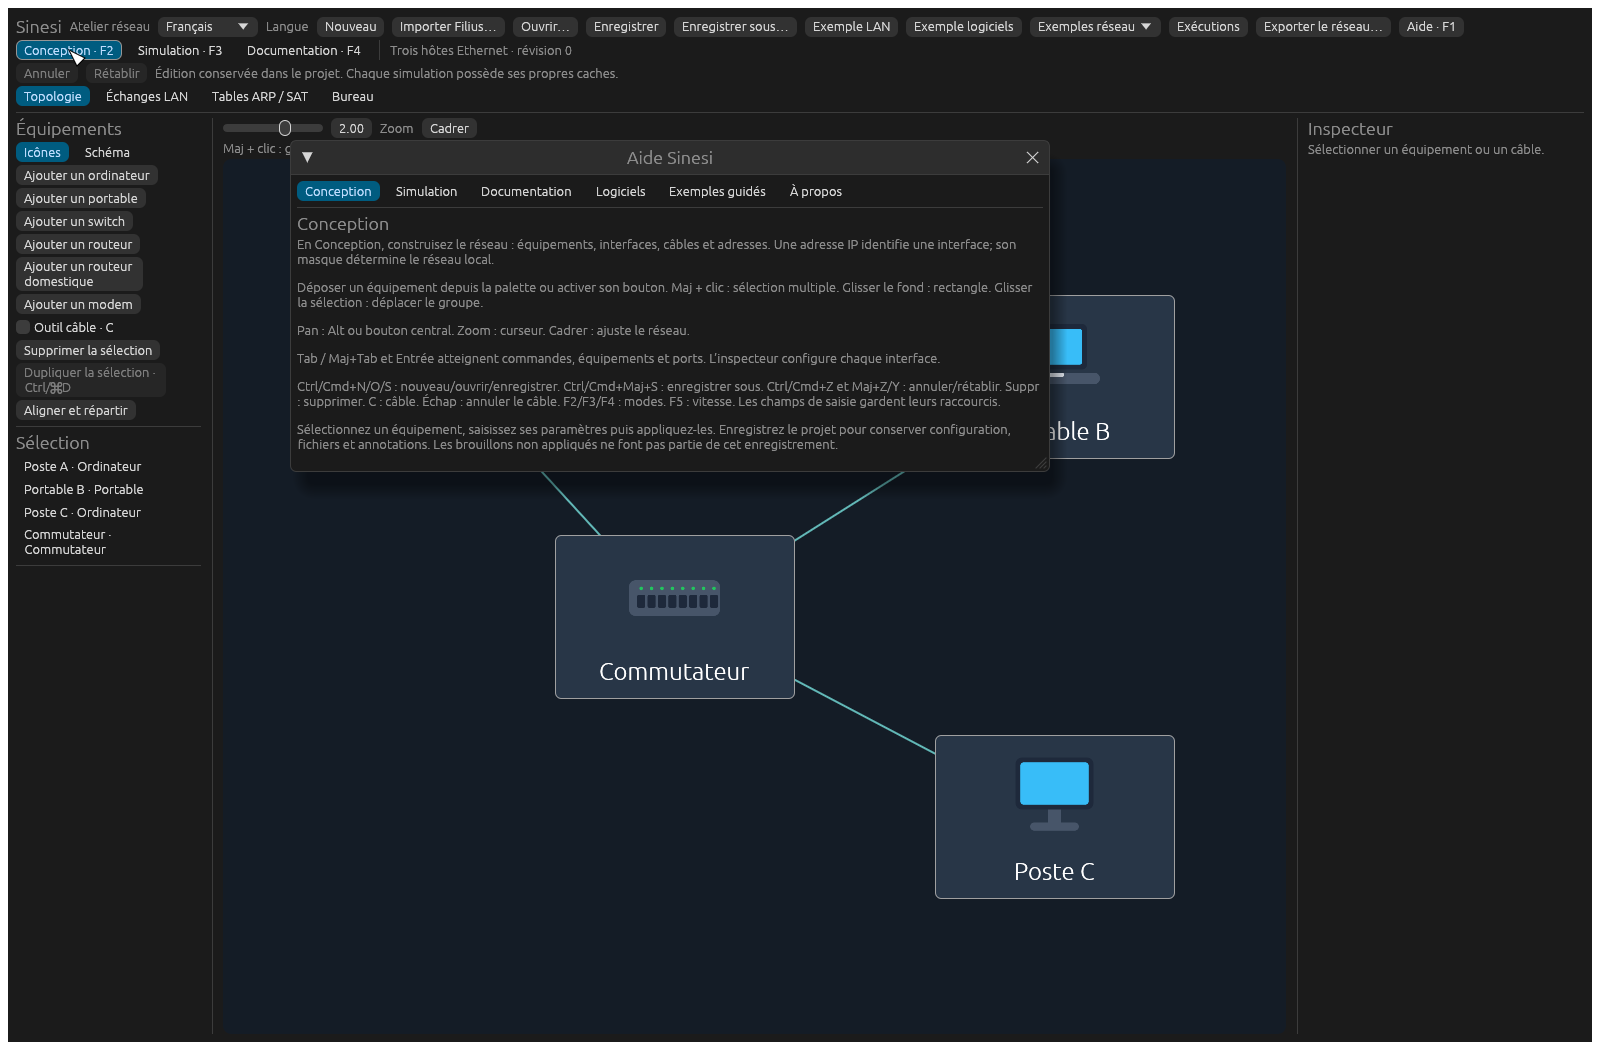 Sinesi Atelier réseau Français Langue Nouveau Importer Filius… Ouvrir… Enregistrer Enregistrer sous… Exemple LAN Exemple logiciels Exemples réseau Exécutions Exporter le réseau… Aide · F1
Conception · F2 Simulation · F3 Documentation · F4 Trois hôtes Ethernet · révision 0
Annuler Rétablir Édition conservée dans le projet. Chaque simulation possède ses propres caches.
Topologie Échanges LAN Tables ARP / SAT Bureau
Équipements
Icônes Schéma
Ajouter un ordinateur
Ajouter un portable
Ajouter un switch
Ajouter un routeur
Ajouter un routeur
domestique
Ajouter un modem
Outil câble · C
Supprimer la sélection
Dupliquer la sélection ·
Ctrl/⌘D
Aligner et répartir
Sélection
Poste A · Ordinateur
Portable B · Portable
Poste C · Ordinateur
Commutateur ·
Commutateur
2.00 Zoom Cadrer
Maj + clic : g
Aide Sinesi
Conception Simulation Documentation Logiciels Exemples guidés À propos
Conception
En Conception, construisez le réseau : équipements, interfaces, câbles et adresses. Une adresse IP identifie une interface; son
masque détermine le réseau local.
Déposer un équipement depuis la palette ou activer son bouton. Maj + clic : sélection multiple. Glisser le fond : rectangle. Glisser
la sélection : déplacer le groupe.
Pan : Alt ou bouton central. Zoom : curseur. Cadrer : ajuste le réseau.
Tab / Maj+Tab et Entrée atteignent commandes, équipements et ports. L’inspecteur configure chaque interface.
Ctrl/Cmd+N/O/S : nouveau/ouvrir/enregistrer. Ctrl/Cmd+Maj+S : enregistrer sous. Ctrl/Cmd+Z et Maj+Z/Y : annuler/rétablir. Suppr
: supprimer. C : câble. Échap : annuler le câble. F2/F3/F4 : modes. F5 : vitesse. Les champs de saisie gardent leurs raccourcis.
Sélectionnez un équipement, saisissez ses paramètres puis appliquez-les. Enregistrez le projet pour conserver configuration,
fichiers et annotations. Les brouillons non appliqués ne font pas partie de cet enregistrement.
able B
Commutateur
Poste C
Inspecteur
Sélectionner un équipement ou un câble.